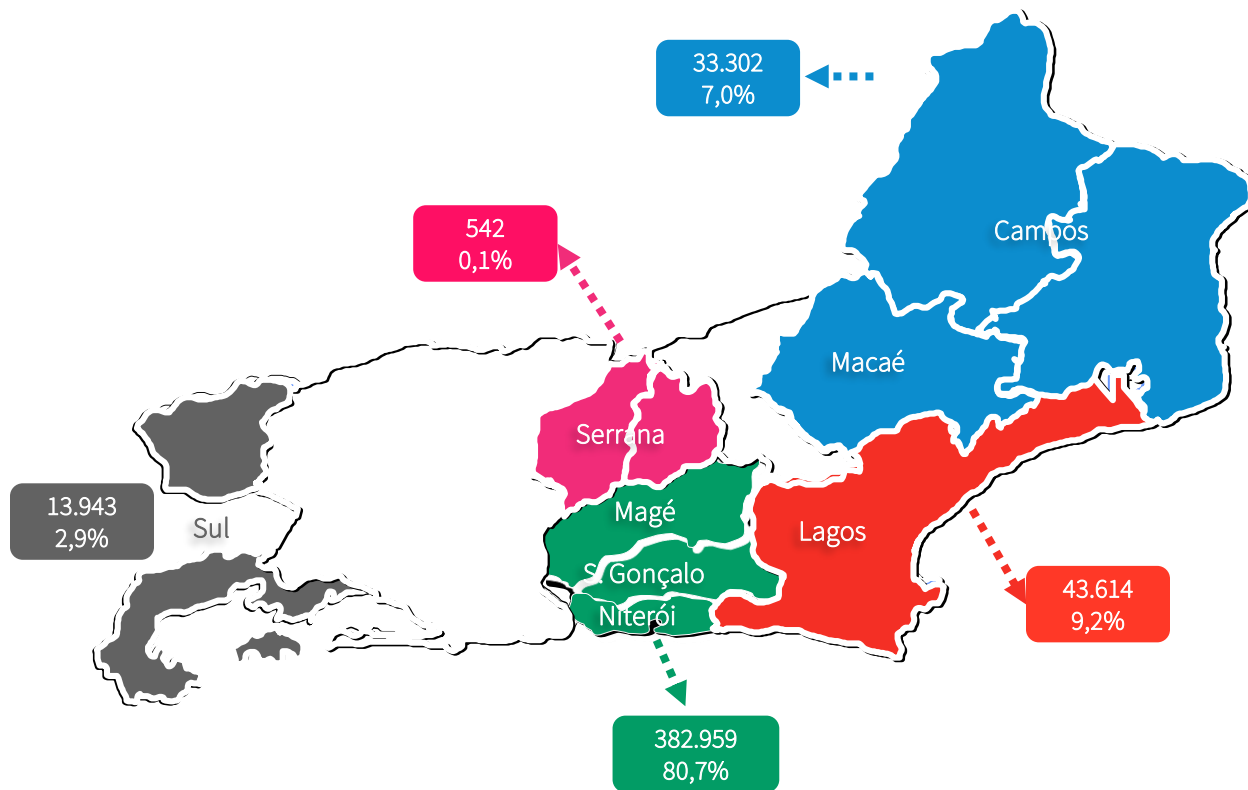 33.302
7,0%
542
0,1%
Campos
Macaé
Serrana
13.943
2,9%
Sul
Magé
Lagos
S. Gonçalo
Niterói
43.614
9,2%
382.959
80,7%